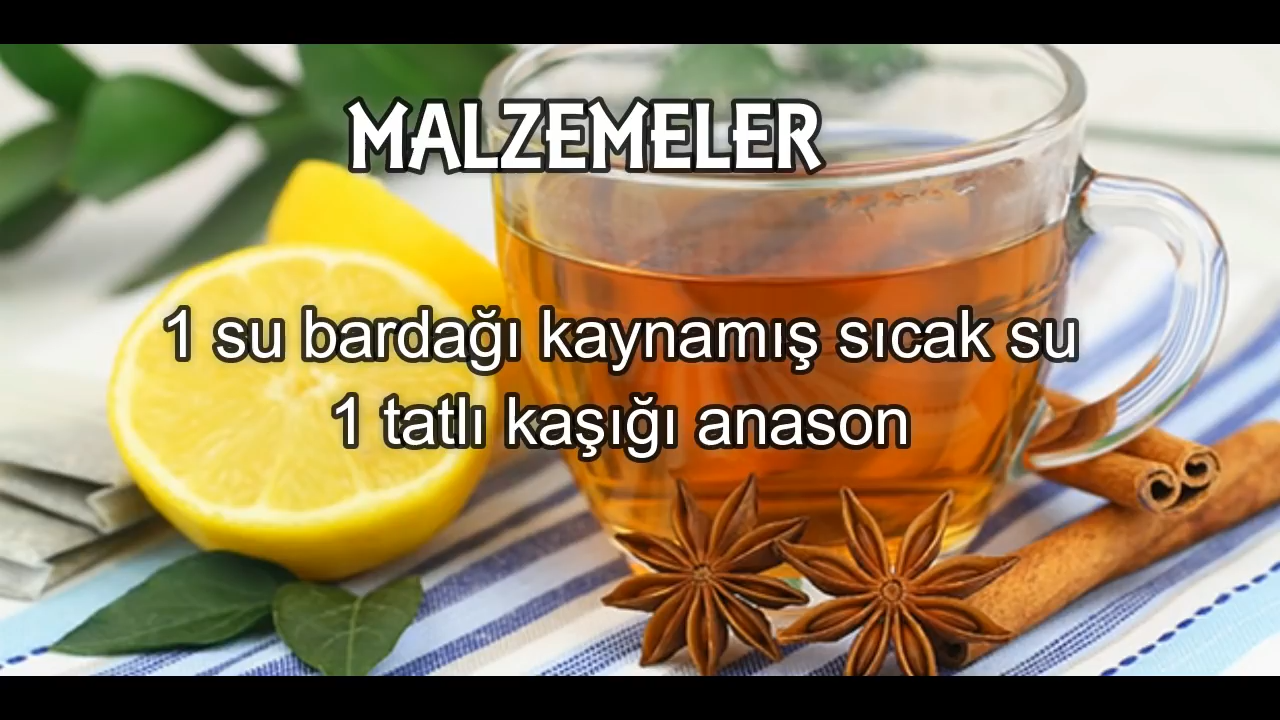 MALZEMELER
1 su bardağı kaynamış sıcak su
1 tatlı kaşığı anason